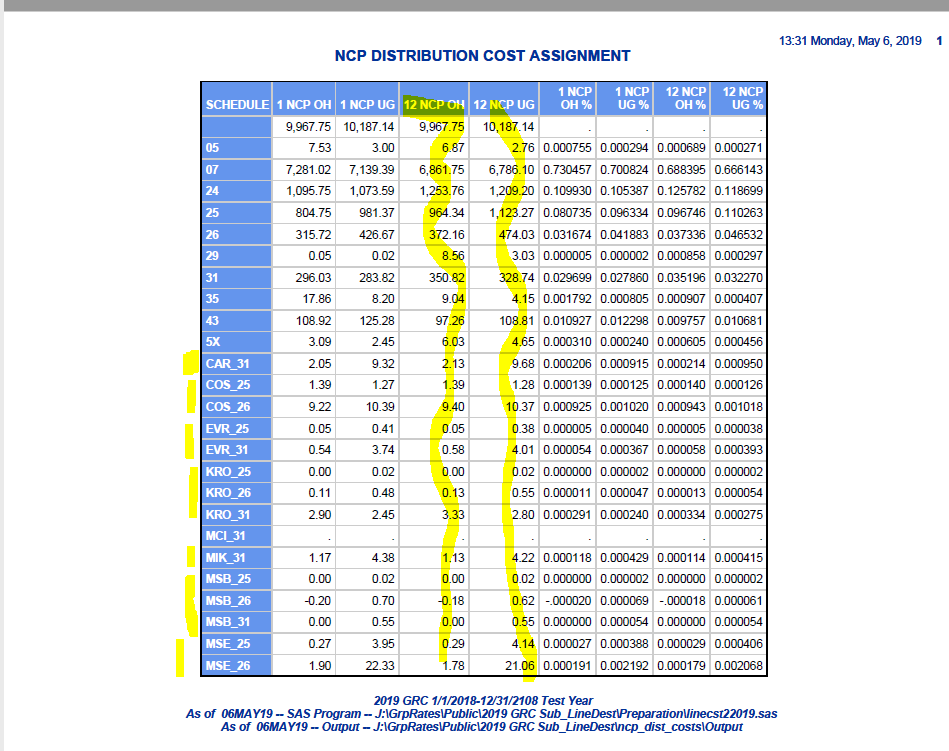 13:31 Monday, May 6, 2019 1
NCP DISTRIBUTION COST ASSIGNMENT
SCHEDULE 1 NCP OH 1 NCP UG 12 NCP OH 12 NCP UG 1 NCP OH % 1 NCP UG % 12 NCP OH % 12 NCP UG %
9,967.75 10,187.14 9,967.75 10,187.14 . . . .
05 7.53 3.00 6.87 2.76 0.000755 0.000294 0.000689 0.000271
07 7,281.02 7,139.39 6,861.75 6,786.10 0.730457 0.700824 0.688395 0.666143
24 1,095.75 1,073.59 1,253.76 1,209.20 0.109930 0.105387 0.125782 0.118699
25 804.75 981.37 964.34 1,123.27 0.080735 0.096334 0.096746 0.110263
26 315.72 426.67 372.16 474.03 0.031674 0.041883 0.037336 0.046532
29 0.05 0.02 8.56 3.03 0.000005 0.000002 0.000858 0.000297
31 296.03 283.82 350.82 328.74 0.029699 0.027860 0.035196 0.032270
35 17.86 8.20 9.04 4.15 0.001792 0.000805 0.000907 0.000407
43 108.92 125.28 97.26 108.81 0.010927 0.012298 0.009757 0.010681
5X 3.09 2.45 6.03 4.65 0.000310 0.000240 0.000605 0.000456
CAR_31 2.05 9.32 2.13 9.68 0.000206 0.000915 0.000214 0.000950
COS_25 1.39 1.27 1.39 1.28 0.000139 0.000125 0.000140 0.000126
COS_26 9.22 10.39 9.40 10.37 0.000925 0.001020 0.000943 0.001018
EVR_25 0.05 0.41 0.05 0.38 0.000005 0.000040 0.000005 0.000038
EVR_31 0.54 3.74 0.58 4.01 0.000054 0.000367 0.000058 0.000393
KRO_25 0.00 0.02 0.00 0.02 0.000000 0.000002 0.000000 0.000002
KRO_26 0.11 0.48 0.13 0.55 0.000011 0.000047 0.000013 0.000054
KRO_31 2.90 2.45 3.33 2.80 0.000291 0.000240 0.000334 0.000275
MCI_31 . . . . . . . .
MIK_31 1.17 4.38 1.13 4.22 0.000118 0.000429 0.000114 0.000415
MSB_25 0.00 0.02 0.00 0.02 0.000000 0.000002 0.000000 0.000002
MSB_26 -0.20 0.70 -0.18 0.62 -.000020 0.000069 -.000018 0.000061
MSB_31 0.00 0.55 0.00 0.55 0.000000 0.000054 0.000000 0.000054
MSE_25 0.27 3.95 0.29 4.14 0.000027 0.000388 0.000029 0.000406
MSE_26 1.90 22.33 1.78 21.06 0.000191 0.002192 0.000179 0.002068
2019 GRC 1/1/2018-12/31/2108 Test Year
As of 06MAY19 -- SAS Program -- J:\GrpRates\Public\2019 GRC Sub_LineDest\Preparation\linecst22019.sas
As of 06MAY19 -- Output -- J:\GrpRates\Public\2019 GRC Sub_LineDest\ncp_dist_costs\Output